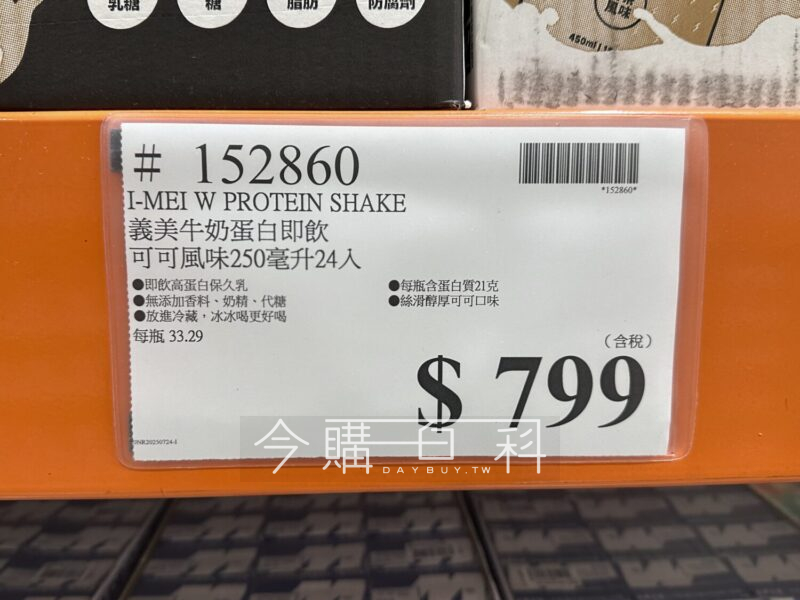 乳糖
糖
脂肪
防腐劑
風味
450ml
# 152860
*152860*
I-MEI W PROTEIN SHAKE
義美牛奶蛋白即飲
可可風味250毫升24入
●即飲高蛋白保久乳
●每瓶含蛋白質21克
●無添加香料、奶精、代糖
●絲滑醇厚可可口味
●放進冷藏，冰冰喝更好喝
每瓶 33.29
（含稅）
$ 799
今購百科
DAYBUY.TW